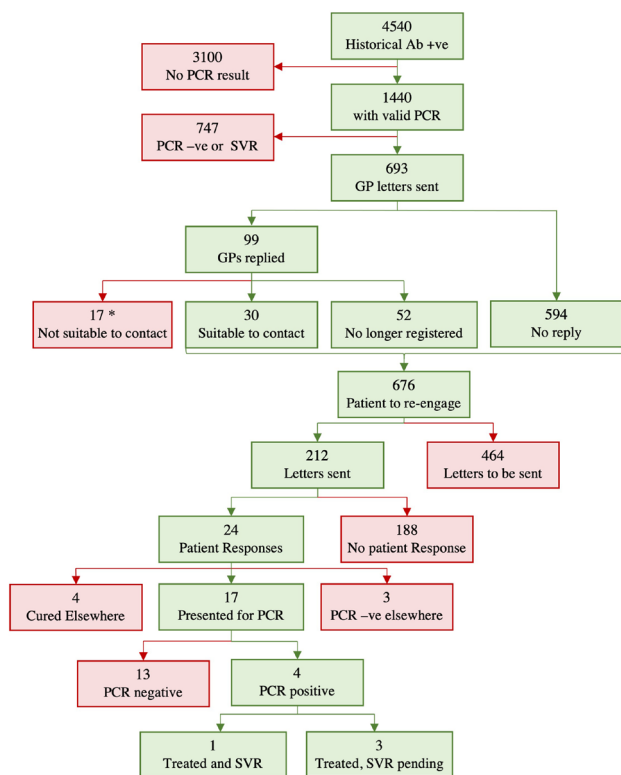 4540
Historical Ab +ve
3100
No PCR result
1440
with valid PCR
747
PCR –ve or SVR
693
GP letters sent
99
GPs replied
17 *
Not suitable to contact
30
Suitable to contact
52
No longer registered
594
No reply
676
Patient to re-engage
212
Letters sent
464
Letters to be sent
24
Patient Responses
188
No patient Response
4
Cured Elsewhere
17
Presented for PCR
3
PCR –ve elsewhere
13
PCR negative
4
PCR positive
1
Treated and SVR
3
Treated, SVR pending